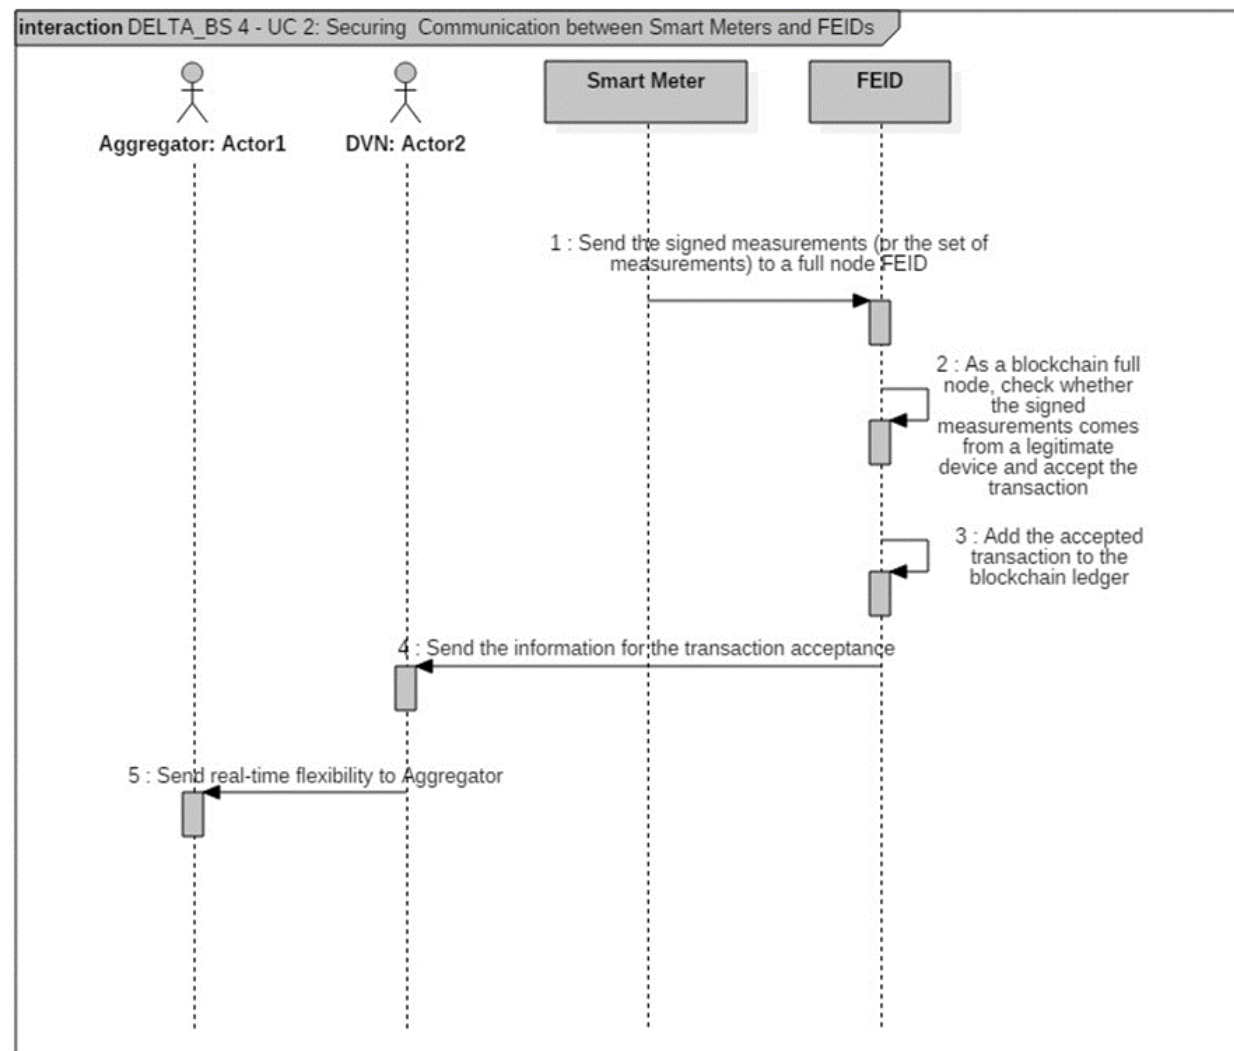 interaction DELTA_BS 4 - UC 2: Securing Communication between Smart Meters and FEIDs
Aggregator: Actor1
DVN: Actor2
Smart Meter
FEID
1 : Send the signed measurements (or the set of
measurements) to a full node FEID
2 : As a blockchain full
node, check whether
the signed
measurements comes
from a legitimate
device and accept the
transaction
3 : Add the accepted
transaction to the
blockchain ledger
4 : Send the information for the transaction acceptance
5 : Send real-time flexibility to Aggregator